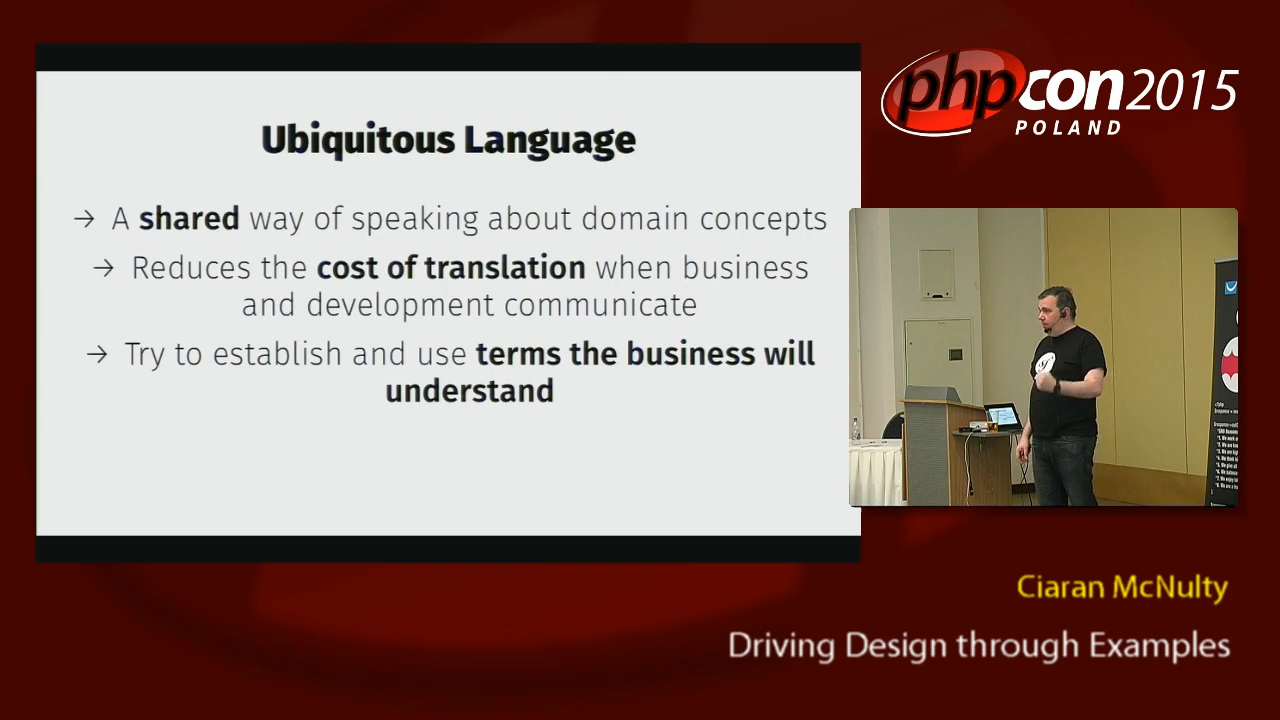 Ubiquitous Language
→ A shared way of speaking about domain concepts
→ Reduces the cost of translation when business
and development communicate
→ Try to establish and use terms the business will
understand
phpcon 2015
POLAND
Ciaran McNulty
Driving Design through Examples